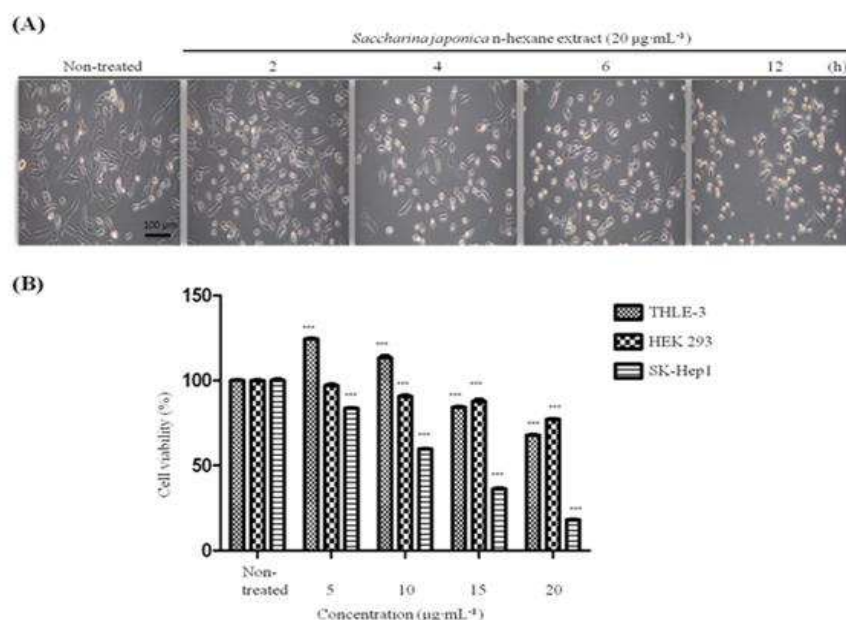 (A)
Saccharina japonica n-hexane extract (20 µg·mL⁻¹)
Non-treated 2 4 6 12 (h)
100 µm
(B)
150
100
50
0
Cell viability (%)
*** *** *** *** *** *** *** *** *** *** ***
THLE-3
HEK 293
SK-Hep1
Non-treated 5 10 15 20
Concentration (µg·mL⁻¹)